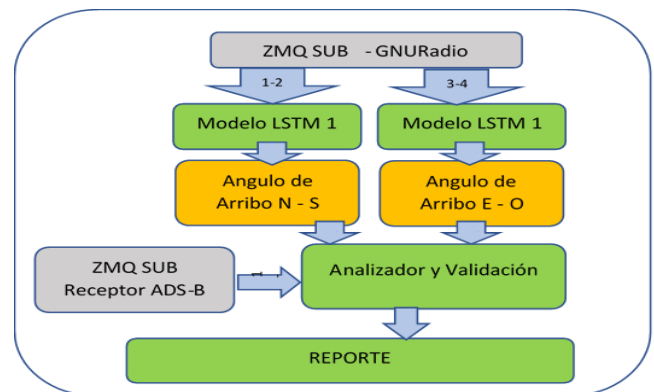 ZMQ SUB - GNURadio
1-2
3-4
Modelo LSTM 1
Modelo LSTM 1
Angulo de
Arribo N - S
Angulo de
Arribo E - O
ZMQ SUB
Receptor ADS-B
Analizador y Validación
REPORTE